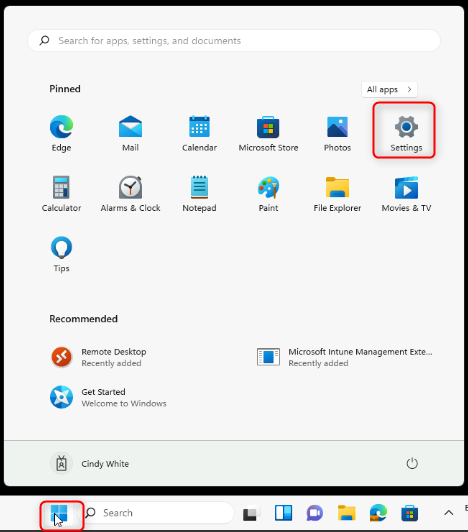 Search for apps, settings, and documents
Pinned
All apps
Edge
Mail
Calendar
Microsoft Store
Photos
Settings
Calculator
Alarms & Clock
Notepad
Paint
File Explorer
Movies & TV
Tips
Recommended
Remote Desktop
Recently added
Microsoft Intune Management Exte...
Recently added
Get Started
Welcome to Windows
Cindy White
Search